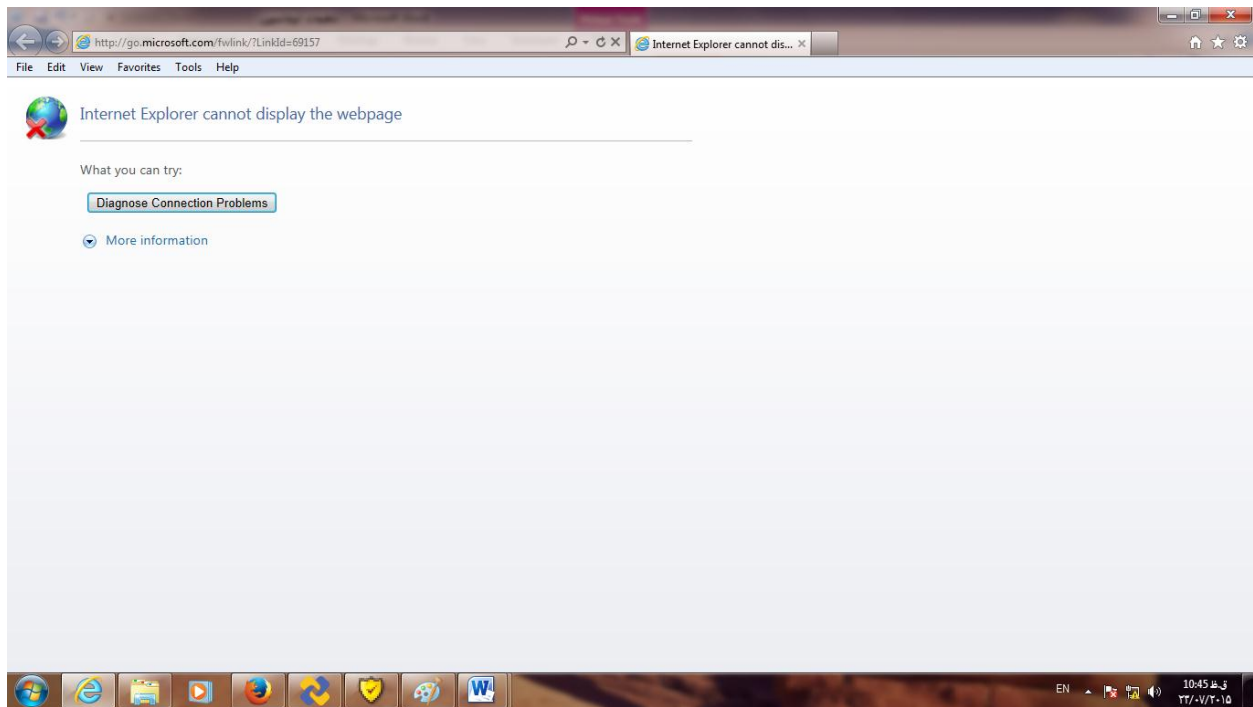 http://go.microsoft.com/fwlink/?LinkId=69157
Internet Explorer cannot dis...
File Edit View Favorites Tools Help
Internet Explorer cannot display the webpage
What you can try:
Diagnose Connection Problems
More information
EN
10:45 ق.ظ
٢٣/٠٧/٢٠١٥